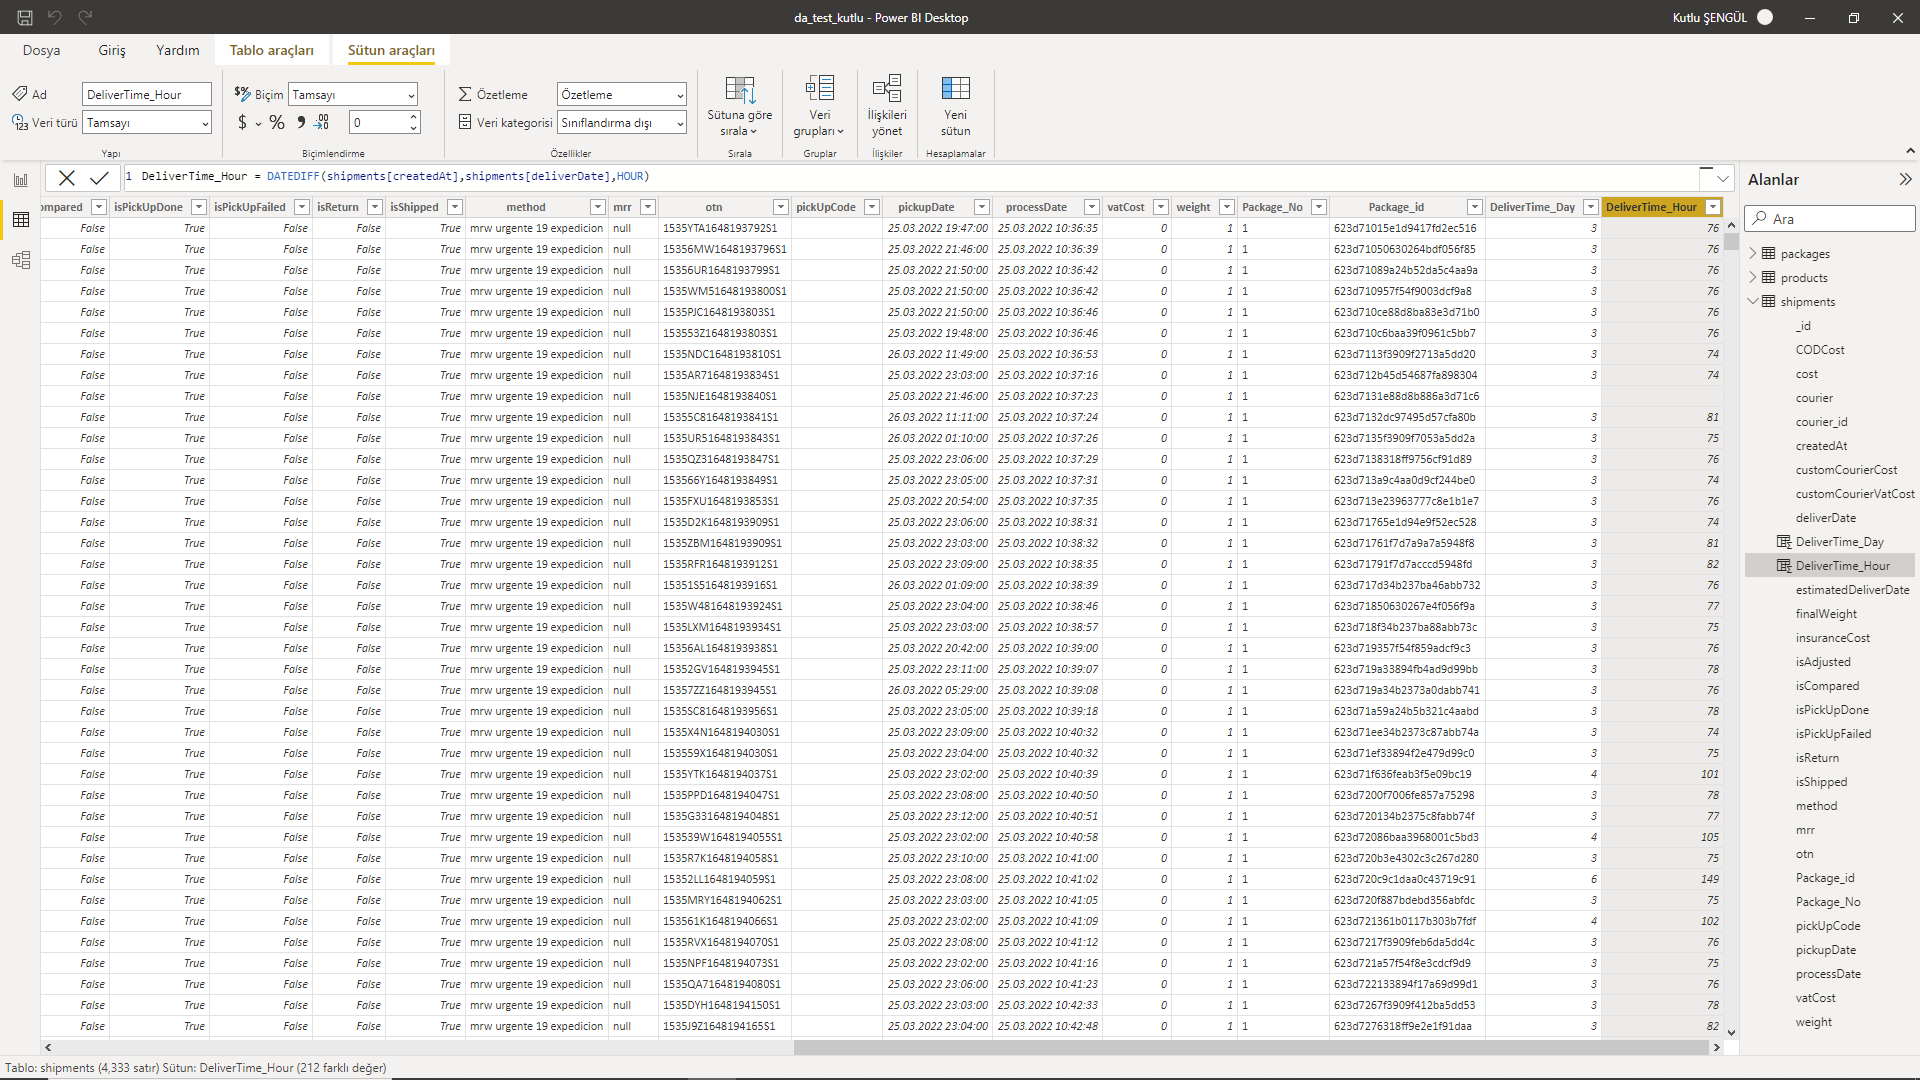 da_test_kutlu - Power BI Desktop
Kutlu ŞENGÜL
Dosya Giriş Yardım Tablo araçları Sütun araçları
Ad DeliverTime_Hour
Veri türü Tamsayı
Yapı
Biçim Tamsayı
$ % 9 .00 0
Biçimlendirme
Özetleme Özetleme
Veri kategorisi Sınıflandırma dışı
Özellikler
Sütuna göre sırala
Sırala
Veri grupları
Gruplar
İlişkileri yönet
İlişkiler
Yeni sütun
Hesaplamalar
1 DeliverTime_Hour = DATEDIFF(shipments[createdAt],shipments[deliverDate],HOUR)
ompared isPickUpDone isPickUpFailed isReturn isShipped method mrr otn pickUpCode pickupDate processDate vatCost weight Package_No Package_id DeliverTime_Day DeliverTime_Hour
False True False False True mrw urgente 19 expedicion null 1535YTA1648193792S1 25.03.2022 19:47:00 25.03.2022 10:36:35 0 1 1 623d71015e1d9417fd2ec516 3 76
False True False False True mrw urgente 19 expedicion null 15356MW1648193796S1 25.03.2022 21:46:00 25.03.2022 10:36:39 0 1 1 623d71050630264bdf056f85 3 76
False True False False True mrw urgente 19 expedicion null 15356UR1648193799S1 25.03.2022 21:50:00 25.03.2022 10:36:42 0 1 1 623d71089a24b52da5c4aa9a 3 76
False True False False True mrw urgente 19 expedicion null 1535WM51648193800S1 25.03.2022 21:50:00 25.03.2022 10:36:42 0 1 1 623d710957f54f9003dcf9a8 3 76
False True False False True mrw urgente 19 expedicion null 1535PJC1648193803S1 25.03.2022 21:50:00 25.03.2022 10:36:46 0 1 1 623d710ce88d8ba83e3d71b0 3 76
False True False False True mrw urgente 19 expedicion null 153553Z1648193803S1 25.03.2022 19:48:00 25.03.2022 10:36:46 0 1 1 623d710c6baa39f0961c5bb7 3 76
False True False False True mrw urgente 19 expedicion null 1535NDC1648193810S1 26.03.2022 11:49:00 25.03.2022 10:36:53 0 1 1 623d7113f3909f2713a5dd20 3 74
False True False False True mrw urgente 19 expedicion null 1535AR71648193834S1 25.03.2022 23:03:00 25.03.2022 10:37:16 0 1 1 623d712b45d54687fa898304 3 74
False True False False True mrw urgente 19 expedicion null 1535NJE1648193840S1 25.03.2022 21:46:00 25.03.2022 10:37:23 0 1 1 623d7131e88d8b886a3d71c6
False True False False True mrw urgente 19 expedicion null 15355C81648193841S1 26.03.2022 11:11:00 25.03.2022 10:37:24 0 1 1 623d7132dc97495d57cfa80b 3 81
False True False False True mrw urgente 19 expedicion null 1535UR51648193843S1 26.03.2022 01:10:00 25.03.2022 10:37:26 0 1 1 623d7135f3909f7053a5dd2a 3 75
False True False False True mrw urgente 19 expedicion null 1535QZ31648193847S1 25.03.2022 23:06:00 25.03.2022 10:37:29 0 1 1 623d7138318ff9756cf91d89 3 76
False True False False True mrw urgente 19 expedicion null 153566Y1648193849S1 25.03.2022 23:05:00 25.03.2022 10:37:31 0 1 1 623d713a9c4aa0d9cf244be0 3 74
False True False False True mrw urgente 19 expedicion null 1535FXU1648193853S1 25.03.2022 20:54:00 25.03.2022 10:37:35 0 1 1 623d713e23963777c8e1b1e7 3 76
False True False False True mrw urgente 19 expedicion null 1535D2K1648193909S1 25.03.2022 23:06:00 25.03.2022 10:38:31 0 1 1 623d71765e1d94e9f52ec528 3 74
False True False False True mrw urgente 19 expedicion null 1535ZBM1648193909S1 25.03.2022 23:03:00 25.03.2022 10:38:32 0 1 1 623d71761f7d7a9a7a5948f8 3 81
False True False False True mrw urgente 19 expedicion null 1535RFR1648193912S1 25.03.2022 23:09:00 25.03.2022 10:38:35 0 1 1 623d71791f7d7acccd5948fd 3 82
False True False False True mrw urgente 19 expedicion null 15351S51648193916S1 26.03.2022 01:09:00 25.03.2022 10:38:39 0 1 1 623d717d34b237ba46abb732 3 76
False True False False True mrw urgente 19 expedicion null 1535W481648193924S1 25.03.2022 23:04:00 25.03.2022 10:38:46 0 1 1 623d71850630267e4f056f9a 3 77
False True False False True mrw urgente 19 expedicion null 1535LXM1648193934S1 25.03.2022 23:03:00 25.03.2022 10:38:57 0 1 1 623d718f34b237ba88abb73c 3 75
False True False False True mrw urgente 19 expedicion null 15356AL1648193938S1 25.03.2022 20:42:00 25.03.2022 10:39:00 0 1 1 623d719357f54f859adcf9c3 3 76
False True False False True mrw urgente 19 expedicion null 15352GV1648193945S1 25.03.2022 23:11:00 25.03.2022 10:39:07 0 1 1 623d719a33894fb4ad9d99bb 3 78
False True False False True mrw urgente 19 expedicion null 15357ZZ1648193945S1 26.03.2022 05:29:00 25.03.2022 10:39:08 0 1 1 623d719a34b2373a0dabb741 3 76
False True False False True mrw urgente 19 expedicion null 1535SC81648193956S1 25.03.2022 23:05:00 25.03.2022 10:39:18 0 1 1 623d71a59a24b5b321c4aabd 3 78
False True False False True mrw urgente 19 expedicion null 1535X4N1648194030S1 25.03.2022 23:09:00 25.03.2022 10:40:32 0 1 1 623d71ee34b2373c87abb74a 3 74
False True False False True mrw urgente 19 expedicion null 153559X1648194030S1 25.03.2022 23:04:00 25.03.2022 10:40:32 0 1 1 623d71ef33894f2e479d99c0 3 75
False True False False True mrw urgente 19 expedicion null 1535YTK1648194037S1 25.03.2022 23:02:00 25.03.2022 10:40:39 0 1 1 623d71f636feab3f5e09bc19 4 101
False True False False True mrw urgente 19 expedicion null 1535PPD1648194047S1 25.03.2022 23:08:00 25.03.2022 10:40:50 0 1 1 623d7200f7006fe857a75298 3 78
False True False False True mrw urgente 19 expedicion null 1535G331648194048S1 25.03.2022 23:12:00 25.03.2022 10:40:51 0 1 1 623d720134b2375c8fabb74f 3 77
False True False False True mrw urgente 19 expedicion null 153539W1648194055S1 25.03.2022 23:02:00 25.03.2022 10:40:58 0 1 1 623d72086baa3968001c5bd3 4 105
False True False False True mrw urgente 19 expedicion null 1535R7K1648194058S1 25.03.2022 23:10:00 25.03.2022 10:41:00 0 1 1 623d720b3e4302c3c267d280 3 75
False True False False True mrw urgente 19 expedicion null 15352LL1648194059S1 25.03.2022 23:08:00 25.03.2022 10:41:02 0 1 1 623d720c9c1daa0c43719c91 6 149
False True False False True mrw urgente 19 expedicion null 1535MRY1648194062S1 25.03.2022 23:03:00 25.03.2022 10:41:05 0 1 1 623d720f887bdebd356abfdc 3 75
False True False False True mrw urgente 19 expedicion null 153561K1648194066S1 25.03.2022 23:02:00 25.03.2022 10:41:09 0 1 1 623d721361b0117b303b7fdf 4 102
False True False False True mrw urgente 19 expedicion null 1535RVX1648194070S1 25.03.2022 23:08:00 25.03.2022 10:41:12 0 1 1 623d7217f3909feb6da5dd4c 3 76
False True False False True mrw urgente 19 expedicion null 1535NPF1648194073S1 25.03.2022 23:02:00 25.03.2022 10:41:16 0 1 1 623d721a57f54f8e3cdcf9d9 3 75
False True False False True mrw urgente 19 expedicion null 1535QA71648194080S1 25.03.2022 23:06:00 25.03.2022 10:41:23 0 1 1 623d722133894f17a69d99d1 3 76
False True False False True mrw urgente 19 expedicion null 1535DYH1648194150S1 25.03.2022 23:03:00 25.03.2022 10:42:33 0 1 1 623d7267f3909f412ba5dd53 3 78
False True False False True mrw urgente 19 expedicion null 1535J9Z1648194165S1 25.03.2022 23:04:00 25.03.2022 10:42:48 0 1 1 623d7276318ff9e2e1f91daa 3 82
Alanlar
Ara
packages
products
shipments
_id
CODCost
cost
courier
courier_id
createdAt
customCourierCost
customCourierVatCost
deliverDate
DeliverTime_Day
DeliverTime_Hour
estimatedDeliverDate
finalWeight
insuranceCost
isAdjusted
isCompared
isPickUpDone
isPickUpFailed
isReturn
isShipped
method
mrr
otn
Package_id
Package_No
pickUpCode
pickupDate
processDate
vatCost
weight
Tablo: shipments (4,333 satır) Sütun: DeliverTime_Hour (212 farklı değer)